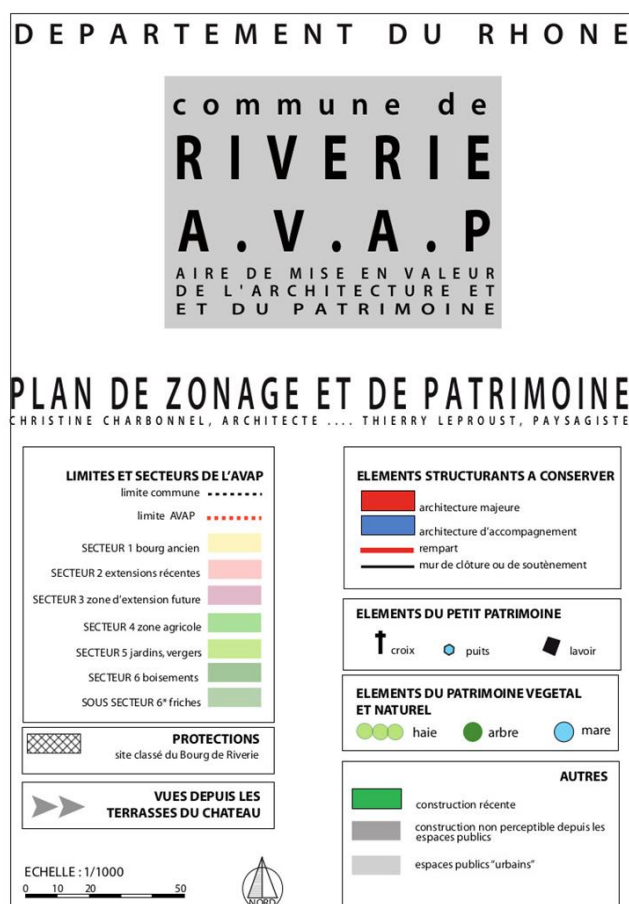 DEPARTEMENT DU RHONE
commune de
RIVERIE
A.V.A.P
AIRE DE MISE EN VALEUR
DE L'ARCHITECTURE ET
ET DU PATRIMOINE
PLAN DE ZONAGE ET DE PATRIMOINE
CHRISTINE CHARBONNEL, ARCHITECTE .... THIERRY LEPROUST, PAYSAGISTE
LIMITES ET SECTEURS DE L'AVAP
limite commune
limite AVAP
SECTEUR 1 bourg ancien
SECTEUR 2 extensions récentes
SECTEUR 3 zone d'extension future
SECTEUR 4 zone agricole
SECTEUR 5 jardins, vergers
SECTEUR 6 boisements
SOUS SECTEUR 6* friches
PROTECTIONS
site classé du Bourg de Riverie
VUES DEPUIS LES
TERRASSES DU CHATEAU
ECHELLE : 1/1000
0 10 20 50
NORD
ELEMENTS STRUCTURANTS A CONSERVER
architecture majeure
architecture d'accompagnement
rempart
mur de clôture ou de soutènement
ELEMENTS DU PETIT PATRIMOINE
croix puits lavoir
ELEMENTS DU PATRIMOINE VEGETAL
ET NATUREL
haie arbre mare
AUTRES
construction récente
construction non perceptible depuis les
espaces publics
espaces publics "urbains"